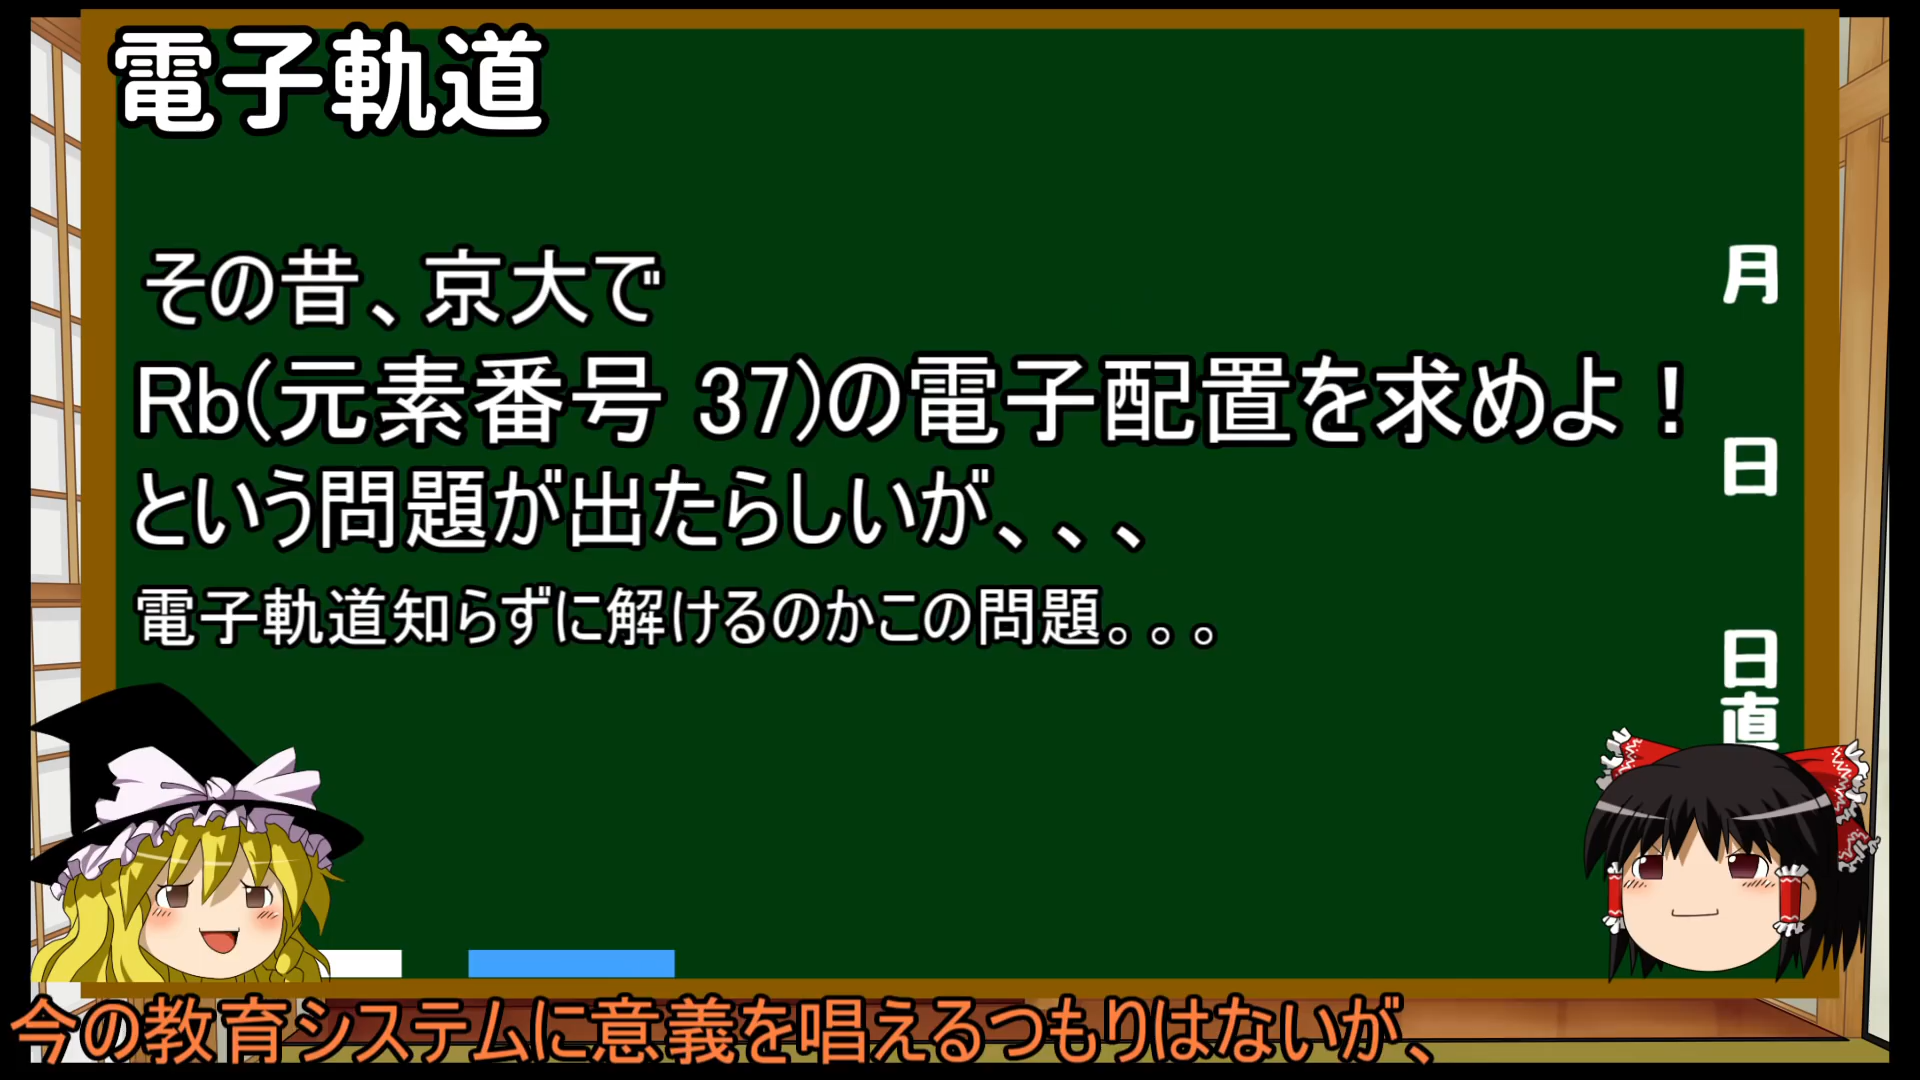 電子軌道
その昔、京大で
Rb(元素番号 37)の電子配置を求めよ！
という問題が出たらしいが、、、
電子軌道知らずに解けるのかこの問題。。。
月
日
日直
今の教育システムに意義を唱えるつもりはないが、